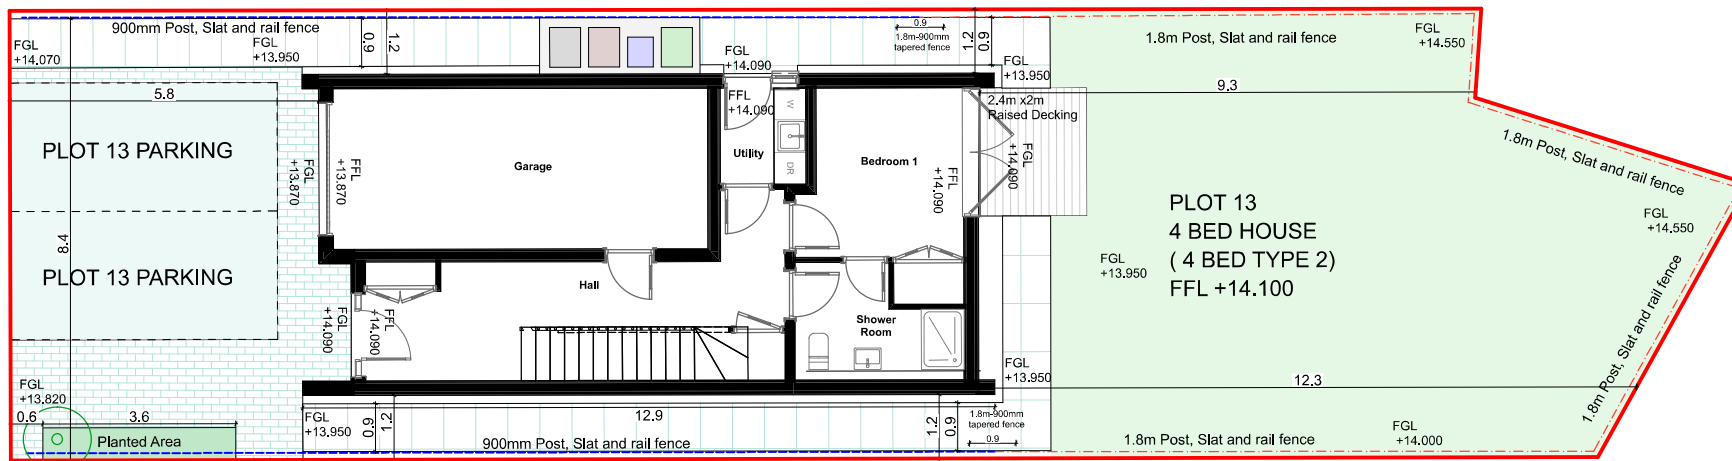 900mm Post, Slat and rail fence
FGL
+14.070
FGL
+13.950
0.9
1.2
FGL
+14.090
0.9
1.8m-900mm
tapered fence
1.2
0.9
FGL
+13.950
1.8m Post, Slat and rail fence
FGL
+14.550
5.8
9.3
PLOT 13 PARKING
FGL
+13.870
FFL
+13.870
Garage
FFL
+14.090
W
Utility
DR
Bedroom 1
FFL
+14.090
2.4m x2m
Raised Decking
FGL
+14.090
1.8m Post, Slat and rail fence
PLOT 13
4 BED HOUSE
( 4 BED TYPE 2)
FFL +14.100
FGL
+14.550
8.4
FGL
+13.950
PLOT 13 PARKING
Hall
FGL
+14.090
FFL
+14.090
Shower
Room
1.8m Post, Slat and rail fence
FGL
+13.820
FGL
+13.950
12.3
0.6
3.6
12.9
FGL
+13.950
0.9
1.2
1.2
0.9
1.8m-900mm
tapered fence
0.9
Planted Area
900mm Post, Slat and rail fence
1.8m Post, Slat and rail fence
FGL
+14.000